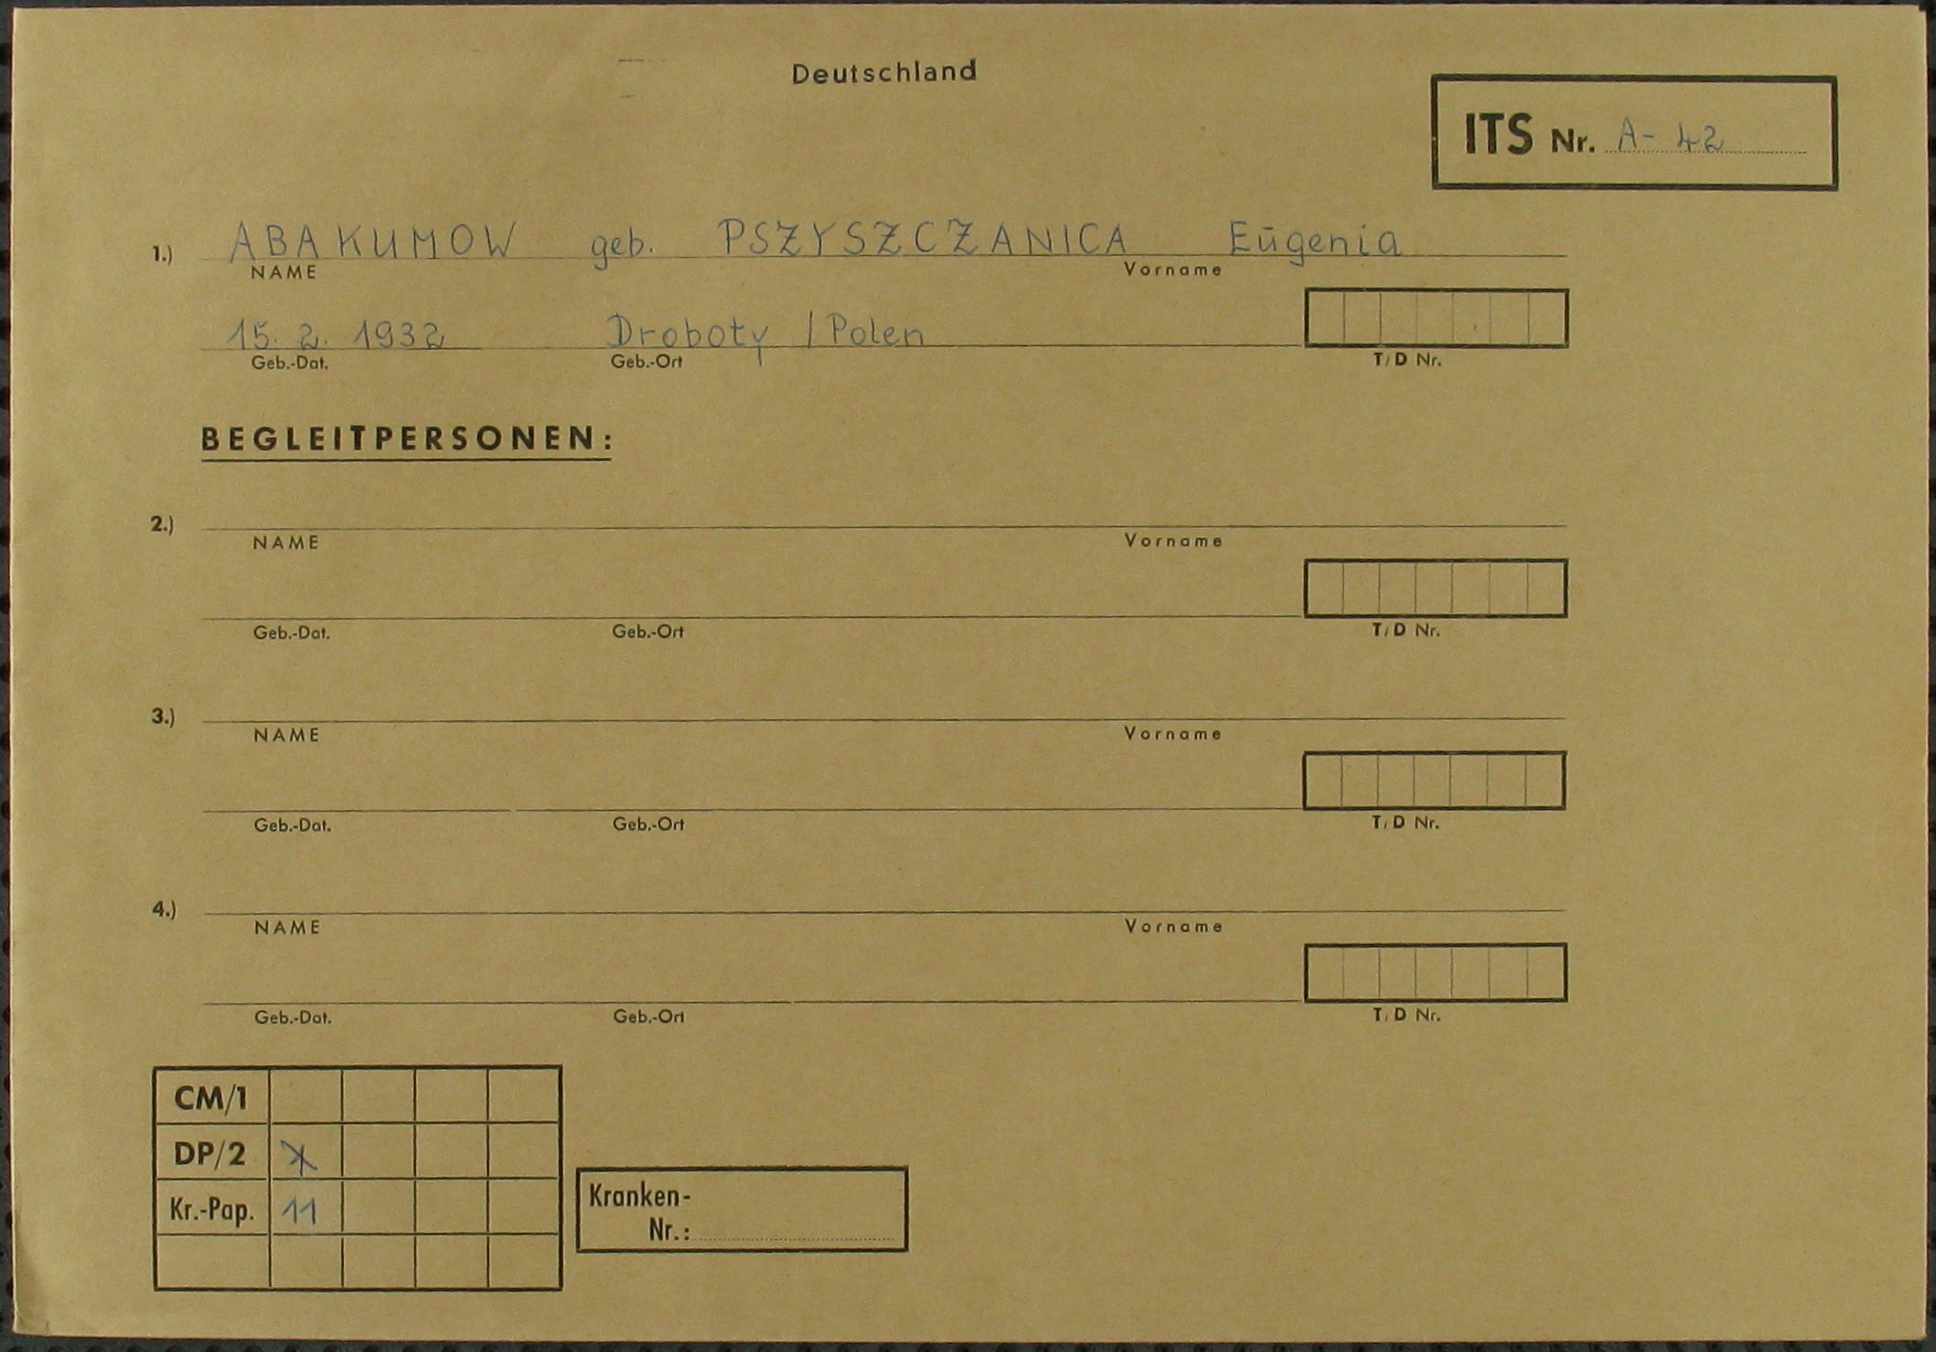 Deutschland
ITS Nr. A-42
1.) ABAKUMOW geb. PSZYSZCZANICA Eugenia
NAME Vorname
15. 2. 1932 Droboty / Polen
Geb.-Dat. Geb.-Ort T/D Nr.
BEGLEITPERSONEN:
2.)
NAME Vorname
Geb.-Dat. Geb.-Ort T/D Nr.
3.)
NAME Vorname
Geb.-Dat. Geb.-Ort T/D Nr.
4.)
NAME Vorname
Geb.-Dat. Geb.-Ort T/D Nr.
CM/1
DP/2 X
Kr.-Pap. 11
Kranken-
Nr.: